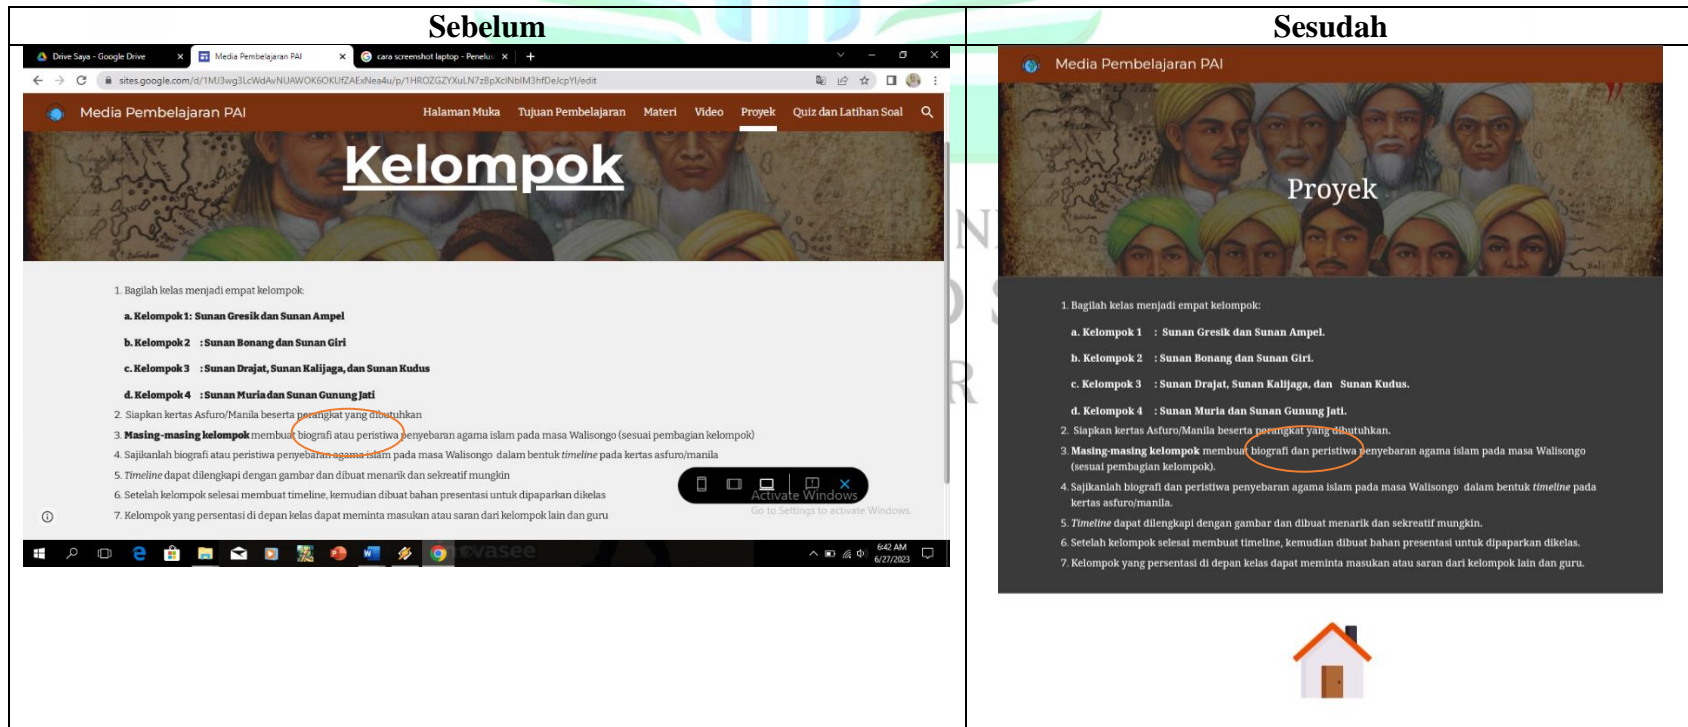 Sebelum
Drive Saya - Google Drive
Media Pembelajaran PAI
cara screenshot laptop - Penelu
sites.google.com/d/1MJ3wg3LcWdAvNUAWOK6OKUfZAExNea4u/p/1HROZGZYXuLN7zBpXclNbIM3hfDeJcpYI/edit
Media Pembelajaran PAI Halaman Muka Tujuan Pembelajaran Materi Video Proyek Quiz dan Latihan Soal
Kelompok
1. Bagilah kelas menjadi empat kelompok:
a. Kelompok 1: Sunan Gresik dan Sunan Ampel
b. Kelompok 2 : Sunan Bonang dan Sunan Giri
c. Kelompok 3 : Sunan Drajat, Sunan Kalijaga, dan Sunan Kudus
d. Kelompok 4 : Sunan Muria dan Sunan Gunung Jati
2. Siapkan kertas Asfuro/Manila beserta perangkat yang dibutuhkan
3. Masing-masing kelompok membuat biografi atau peristiwa penyebaran agama islam pada masa Walisongo (sesuai pembagian kelompok)
4. Sajikanlah biografi atau peristiwa penyebaran agama islam pada masa Walisongo dalam bentuk timeline pada kertas asfuro/manila
5. Timeline dapat dilengkapi dengan gambar dan dibuat menarik dan sekreatif mungkin
6. Setelah kelompok selesai membuat timeline, kemudian dibuat bahan presentasi untuk dipaparkan dikelas
7. Kelompok yang persentasi di depan kelas dapat meminta masukan atau saran dari kelompok lain dan guru
Activate Windows
Go to Settings to activate Windows.
6:42 AM
6/27/2023
Sesudah
Media Pembelajaran PAI
Proyek
1. Bagilah kelas menjadi empat kelompok:
a. Kelompok 1 : Sunan Gresik dan Sunan Ampel.
b. Kelompok 2 : Sunan Bonang dan Sunan Giri.
c. Kelompok 3 : Sunan Drajat, Sunan Kalijaga, dan Sunan Kudus.
d. Kelompok 4 : Sunan Muria dan Sunan Gunung Jati.
2. Siapkan kertas Asfuro/Manila beserta perangkat yang dibutuhkan.
3. Masing-masing kelompok membuat biografi dan peristiwa penyebaran agama islam pada masa Walisongo
(sesuai pembagian kelompok).
4. Sajikanlah biografi dan peristiwa penyebaran agama islam pada masa Walisongo dalam bentuk timeline pada
kertas asfuro/manila.
5. Timeline dapat dilengkapi dengan gambar dan dibuat menarik dan sekreatif mungkin.
6. Setelah kelompok selesai membuat timeline, kemudian dibuat bahan presentasi untuk dipaparkan dikelas.
7. Kelompok yang persentasi di depan kelas dapat meminta masukan atau saran dari kelompok lain dan guru.